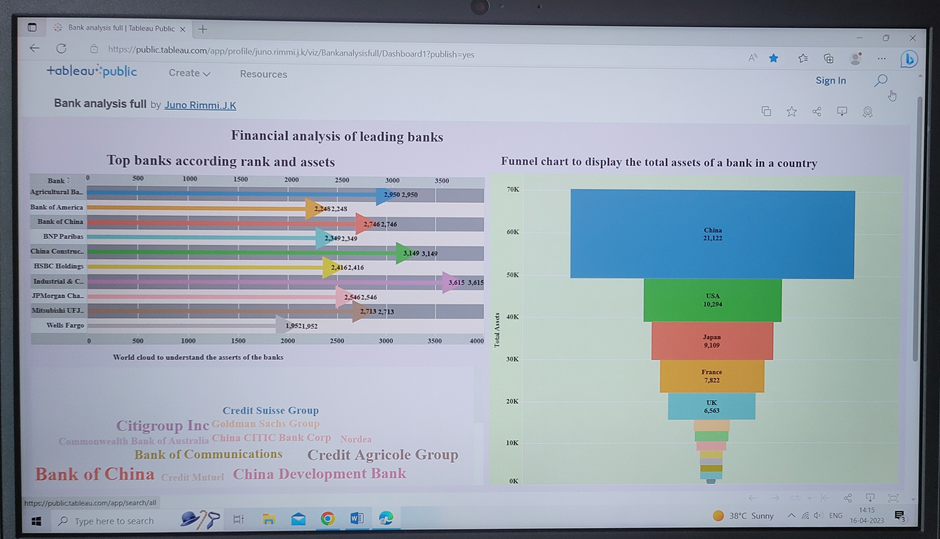 Bank analysis full | Tableau Public
https://public.tableau.com/app/profile/juno.rimmi.j.k/viz/Bankanalysisfull/Dashboard1?publish=yes
tableau public
Create
Resources
Sign In
Bank analysis full by Juno Rimmi.J.K
Financial analysis of leading banks
Top banks according rank and assets
Bank
0 500 1000 1500 2000 2500 3000 3500
Agricultural Ba.. 2,950 2,950
Bank of America 2,248 2,248
Bank of China 2,746 2,746
BNP Paribas 2,349 2,349
China Construc.. 3,149 3,149
HSBC Holdings 2,416 2,416
Industrial & C.. 3,615 3,615
JPMorgan Cha.. 2,546 2,546
Mitsubishi UFJ.. 2,713 2,713
Wells Fargo 1,952 1,952
0 500 1000 1500 2000 2500 3000 3500 4000
World cloud to understand the asserts of the banks
Credit Suisse Group
Citigroup Inc Goldman Sachs Group
Commonwealth Bank of Australia China CITIC Bank Corp Nordea
Bank of Communications Credit Agricole Group
Bank of China Credit Mutuel China Development Bank
Funnel chart to display the total assets of a bank in a country
Total Assets
70K
60K
50K
40K
30K
20K
10K
0K
China
21,122
USA
10,294
Japan
9,109
France
7,822
UK
6,563
https://public.tableau.com/app/search/all
Type here to search
38°C Sunny
ENG
14:15
16-04-2023
3